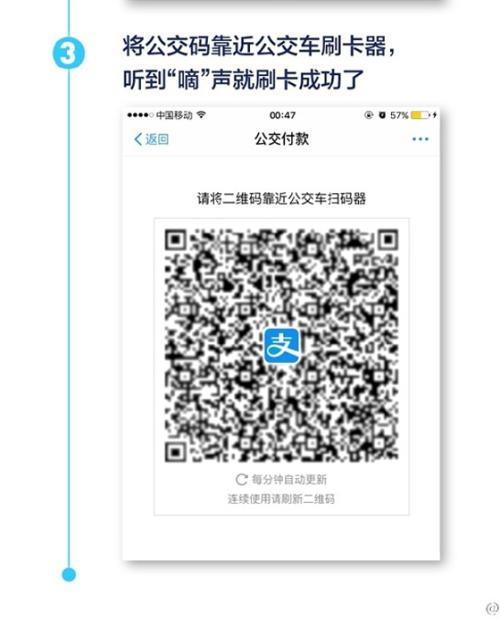 3
将公交码靠近公交车刷卡器，
听到“嘀”声就刷卡成功了
中国移动 00:47 57%
返回 公交付款 •••
请将二维码靠近公交车扫码器
支
每分钟自动更新
连续使用请刷新二维码
@